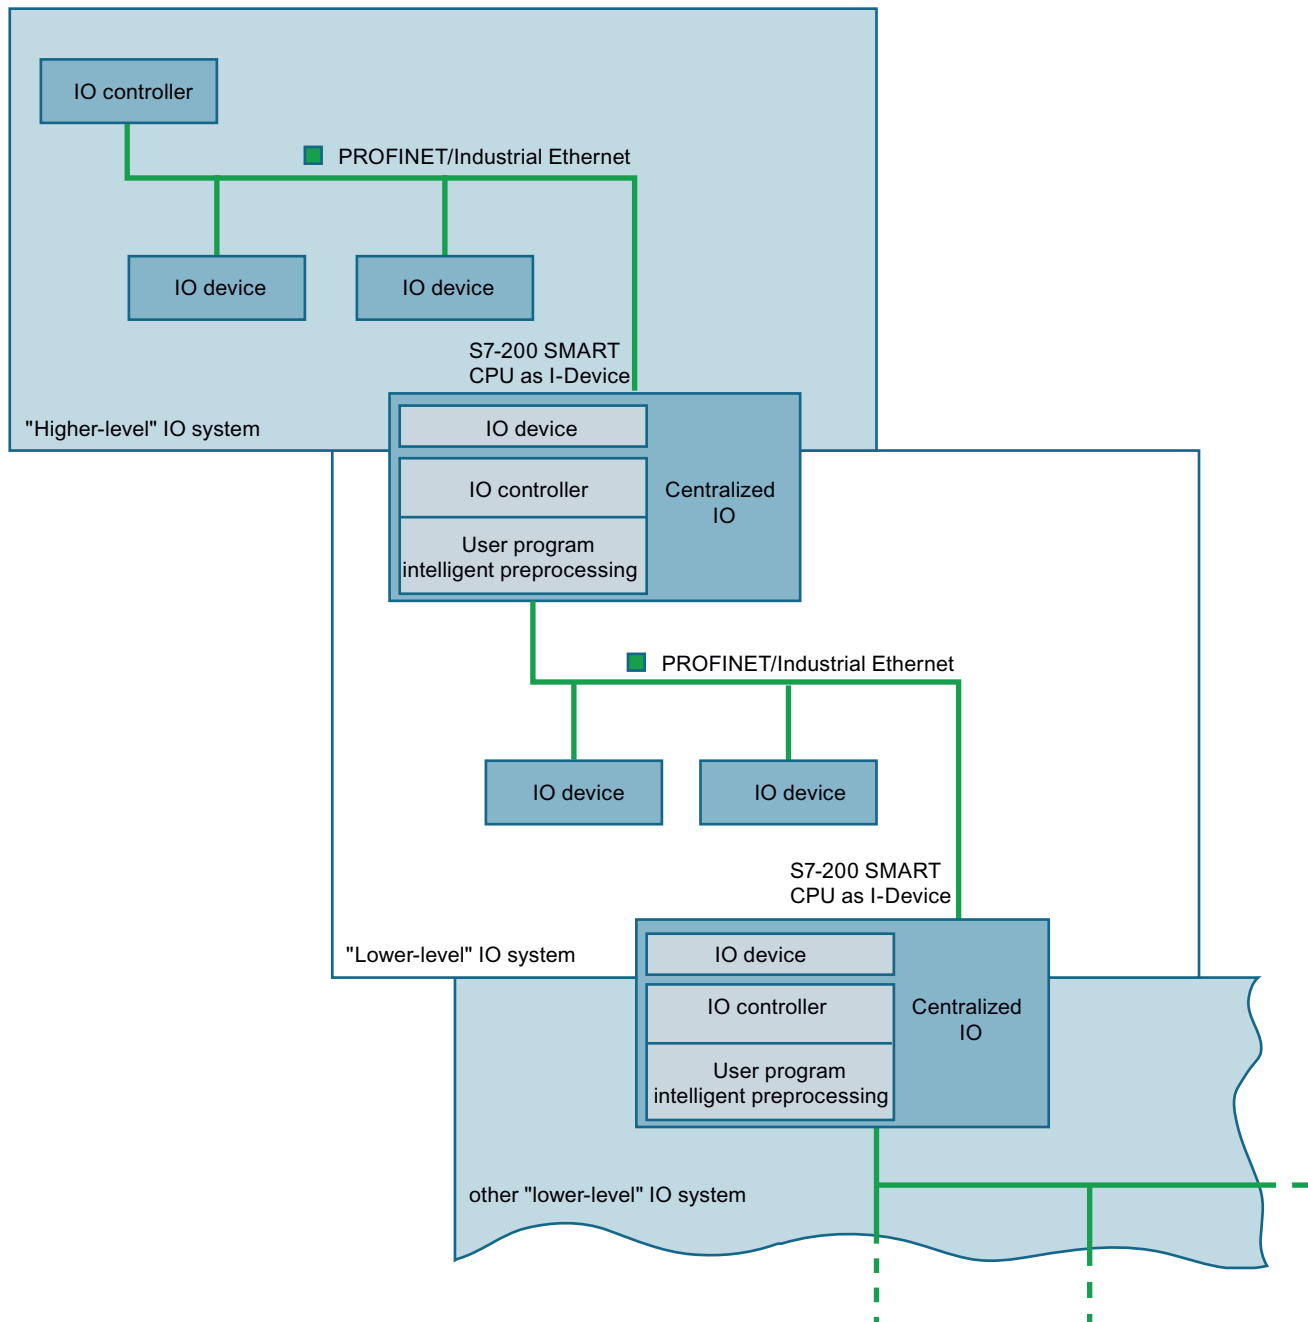 IO controller
PROFINET/Industrial Ethernet
IO device
IO device
S7-200 SMART
CPU as I-Device
"Higher-level" IO system
IO device
IO controller
Centralized
IO
User program
intelligent preprocessing
PROFINET/Industrial Ethernet
IO device
IO device
S7-200 SMART
CPU as I-Device
"Lower-level" IO system
IO device
IO controller
Centralized
IO
User program
intelligent preprocessing
other "lower-level" IO system